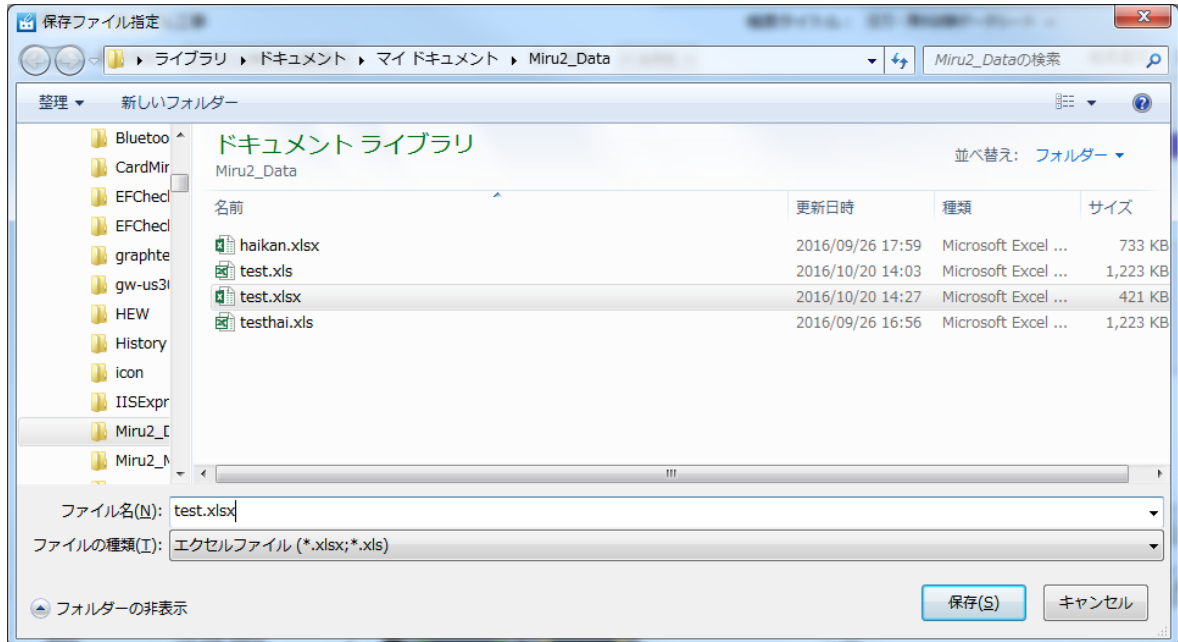 保存ファイル指定
ライブラリ ドキュメント マイ ドキュメント Miru2_Data Miru2_Dataの検索
整理 新しいフォルダー
Bluetoo
CardMir
EFChecl
EFChecl
graphte
gw-us3
HEW
History
icon
IISExpr
Miru2_D
Miru2_M
ドキュメント ライブラリ
Miru2_Data
並べ替え: フォルダー
名前 更新日時 種類 サイズ
haikan.xlsx 2016/09/26 17:59 Microsoft Excel ... 733 KB
test.xls 2016/10/20 14:03 Microsoft Excel ... 1,223 KB
test.xlsx 2016/10/20 14:27 Microsoft Excel ... 421 KB
testhai.xls 2016/09/26 16:56 Microsoft Excel ... 1,223 KB
ファイル名(N): test.xlsx
ファイルの種類(T): エクセルファイル (*.xlsx;*.xls)
フォルダーの非表示 保存(S) キャンセル